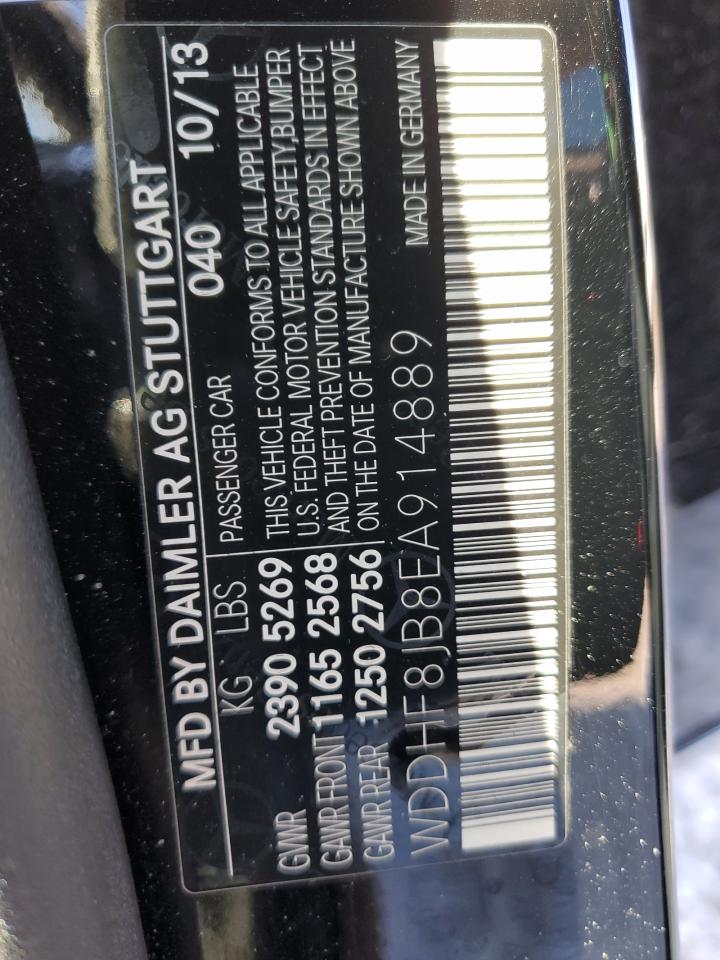 MFD BY DAIMLER AG STUTTGART
040 10/13
KG LBS PASSENGER CAR
GVWR 2390 5269 THIS VEHICLE CONFORMS TO ALL APPLICABLE
GAWR FRONT 1165 2568 U.S. FEDERAL MOTOR VEHICLE SAFETY,BUMPER
AND THEFT PREVENTION STANDARDS IN EFFECT
GAWR REAR 1250 2756 ON THE DATE OF MANUFACTURE SHOWN ABOVE
WDDHF8JB8EA914889 MADE IN GERMANY